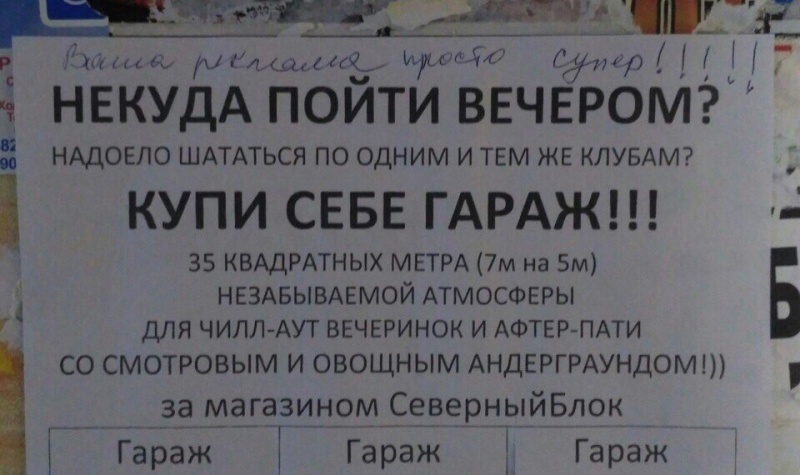 Ваша реклама просто супер!!!!!
НЕКУДА ПОЙТИ ВЕЧЕРОМ?
НАДОЕЛО ШАТАТЬСЯ ПО ОДНИМ И ТЕМ ЖЕ КЛУБАМ?
КУПИ СЕБЕ ГАРАЖ!!!
35 КВАДРАТНЫХ МЕТРА (7м на 5м)
НЕЗАБЫВАЕМОЙ АТМОСФЕРЫ
ДЛЯ ЧИЛЛ-АУТ ВЕЧЕРИНОК И АФТЕР-ПАТИ
СО СМОТРОВЫМ И ОВОЩНЫМ АНДЕРГРАУНДОМ!))
за магазином СеверныйБлок
Гараж Гараж Гараж